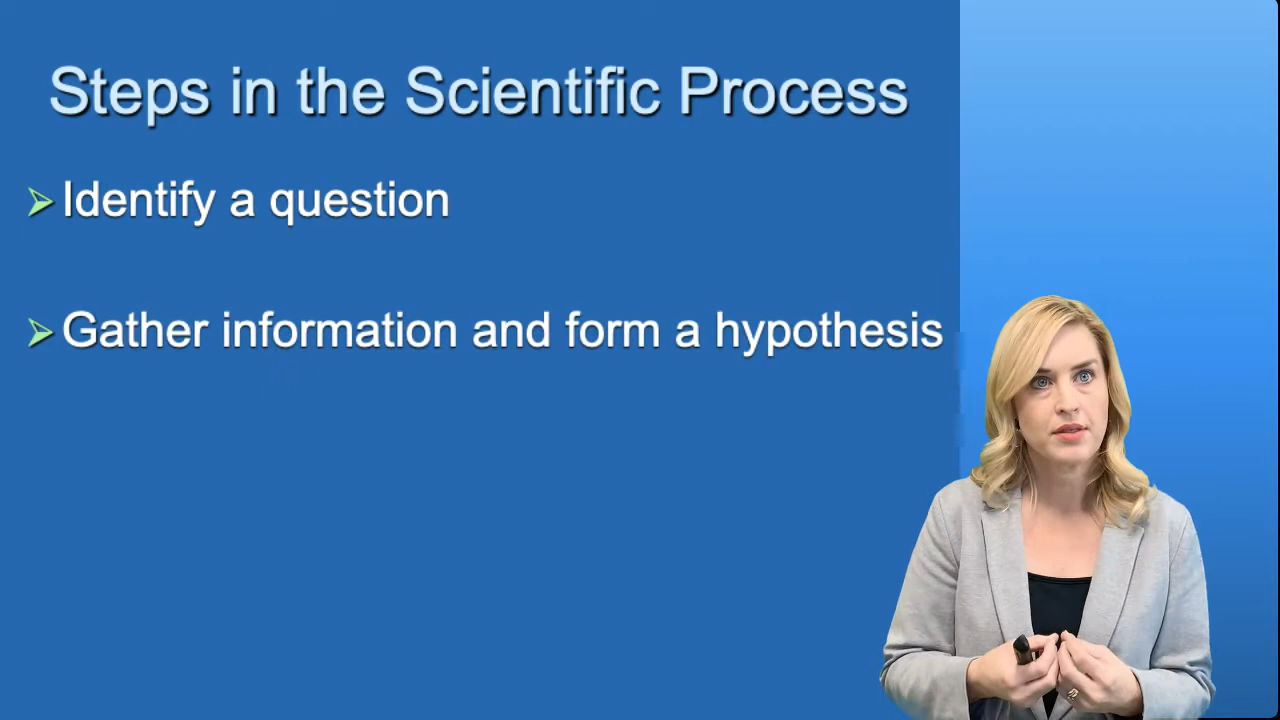 Steps in the Scientific Process
Identify a question
Gather information and form a hypothesis